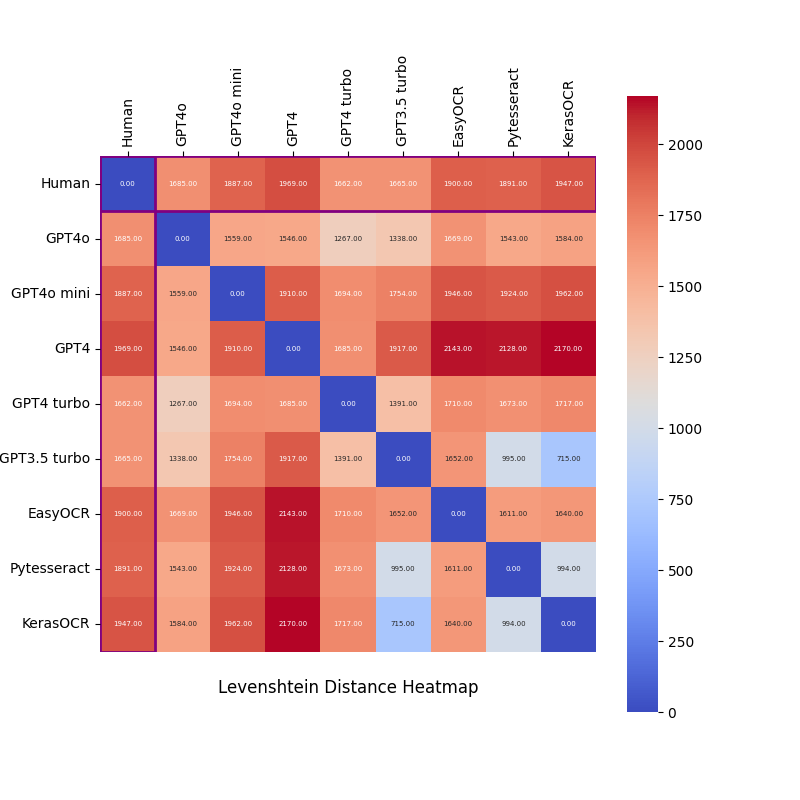 Human GPT4o GPT4o mini GPT4 GPT4 turbo GPT3.5 turbo EasyOCR Pytesseract KerasOCR
Human 0.00 1685.00 1887.00 1969.00 1662.00 1665.00 1900.00 1891.00 1947.00
GPT4o 1685.00 0.00 1559.00 1546.00 1267.00 1338.00 1669.00 1543.00 1584.00
GPT4o mini 1887.00 1559.00 0.00 1910.00 1694.00 1754.00 1946.00 1924.00 1962.00
GPT4 1969.00 1546.00 1910.00 0.00 1685.00 1917.00 2143.00 2128.00 2170.00
GPT4 turbo 1662.00 1267.00 1694.00 1685.00 0.00 1391.00 1710.00 1673.00 1717.00
GPT3.5 turbo 1665.00 1338.00 1754.00 1917.00 1391.00 0.00 1652.00 995.00 715.00
EasyOCR 1900.00 1669.00 1946.00 2143.00 1710.00 1652.00 0.00 1611.00 1640.00
Pytesseract 1891.00 1543.00 1924.00 2128.00 1673.00 995.00 1611.00 0.00 994.00
KerasOCR 1947.00 1584.00 1962.00 2170.00 1717.00 715.00 1640.00 994.00 0.00
Levenshtein Distance Heatmap
2000
1750
1500
1250
1000
750
500
250
0